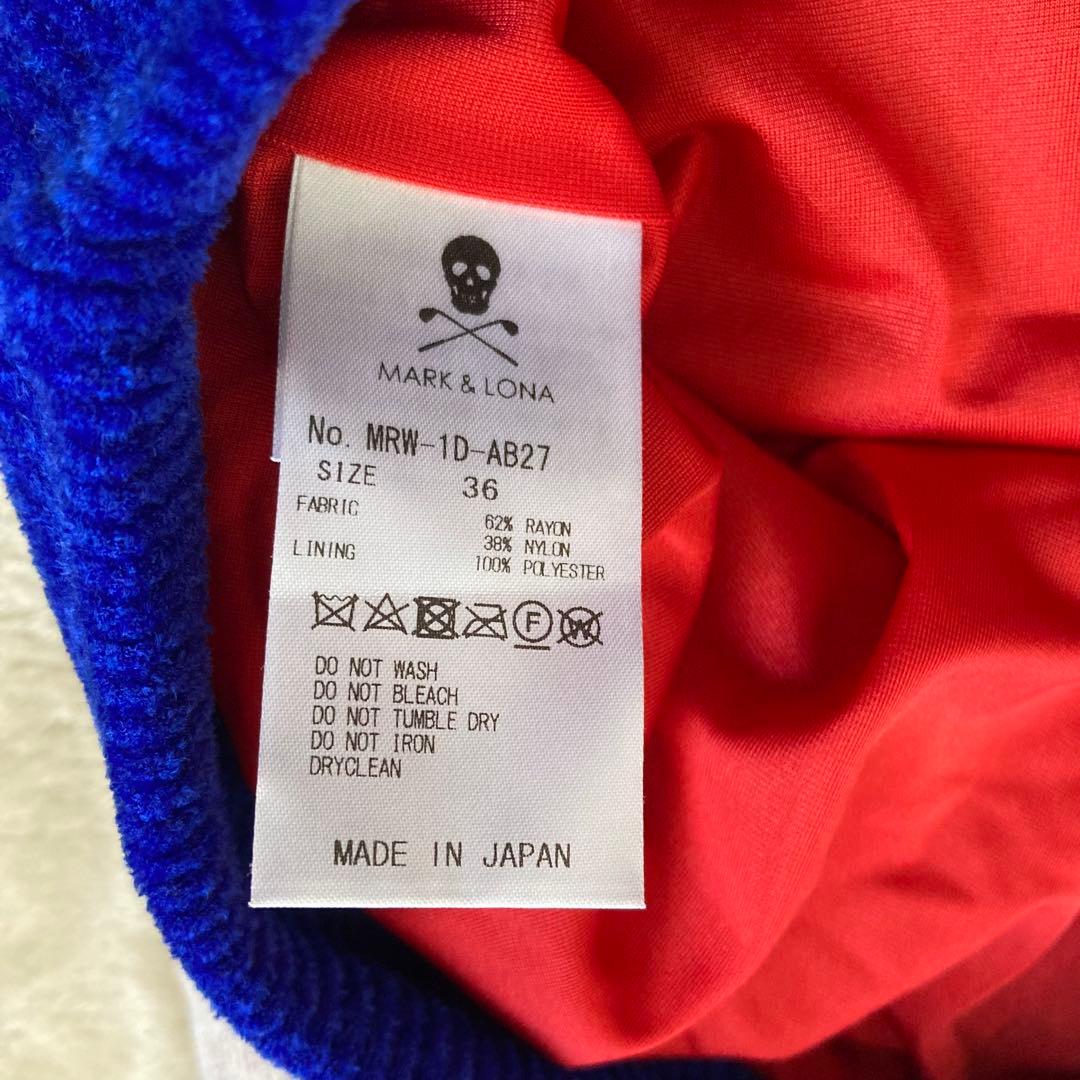 MARK & LONA
No. MRW-1D-AB27
SIZE 36
FABRIC
62% RAYON
38% NYLON
LINING
100% POLYESTER
F W
DO NOT WASH
DO NOT BLEACH
DO NOT TUMBLE DRY
DO NOT IRON
DRYCLEAN
MADE IN JAPAN